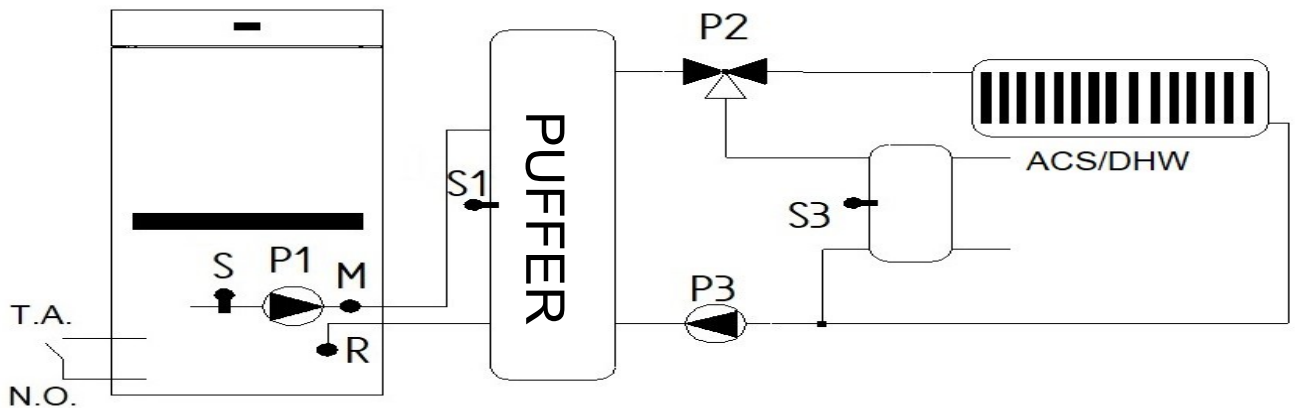 P2
PUFFER
S1
ACS/DHW
S3
S
P1
M
P3
T.A.
R
N.O.